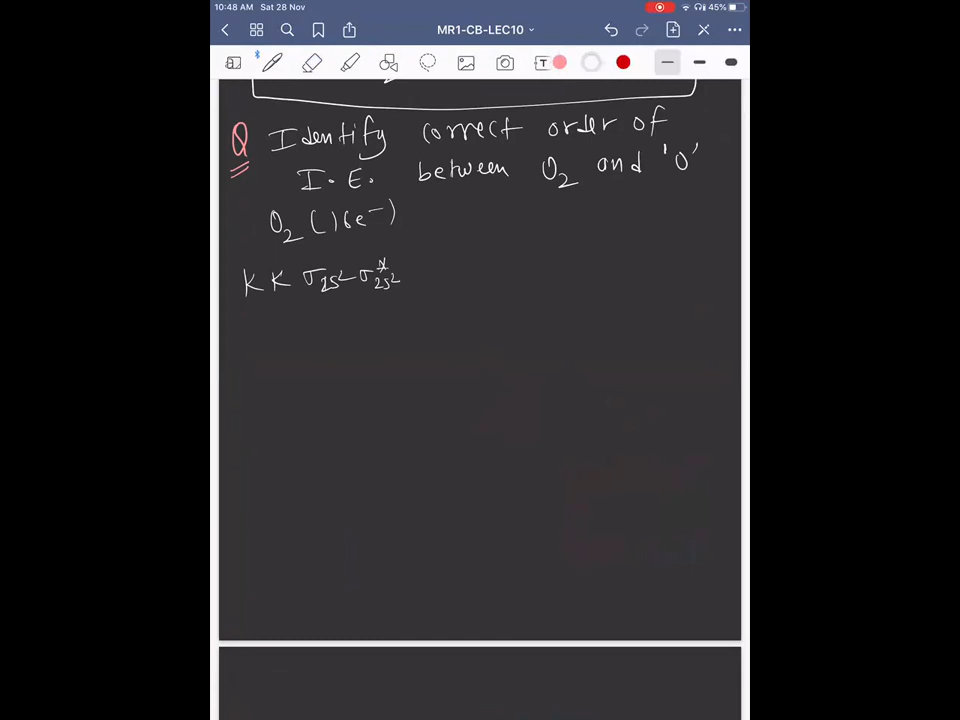 10:48 AM Sat 28 Nov
45%
MR1-CB-LEC10
T
Q Identify correct order of
I.E. between O₂ and 'O'
O₂ (16e⁻)
K K σ₂ₛ² σ*₂ₛ²